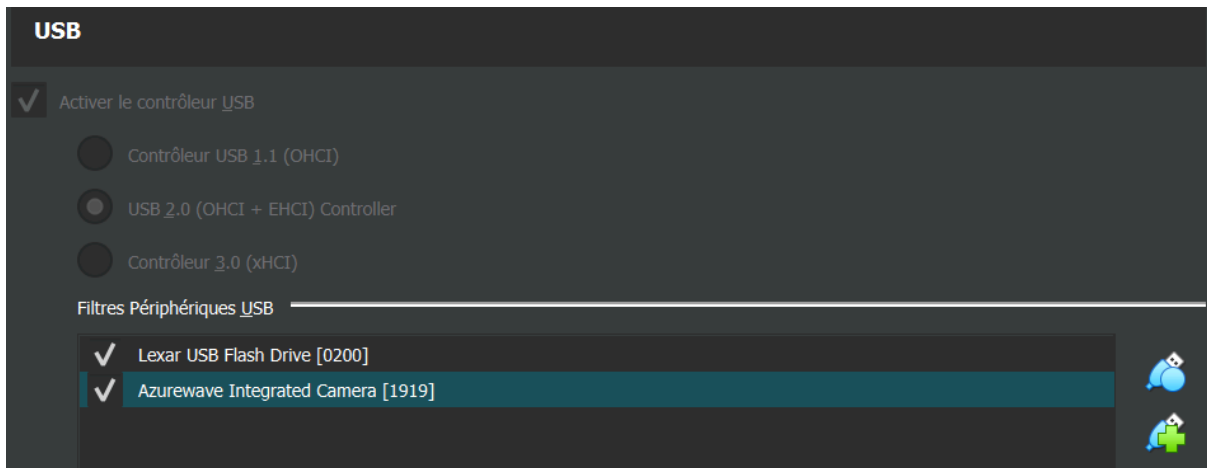 USB
Activer le contrôleur USB
Contrôleur USB 1.1 (OHCI)
USB 2.0 (OHCI + EHCI) Controller
Contrôleur 3.0 (xHCI)
Filtres Périphériques USB
Lexar USB Flash Drive [0200]
Azurewave Integrated Camera [1919]